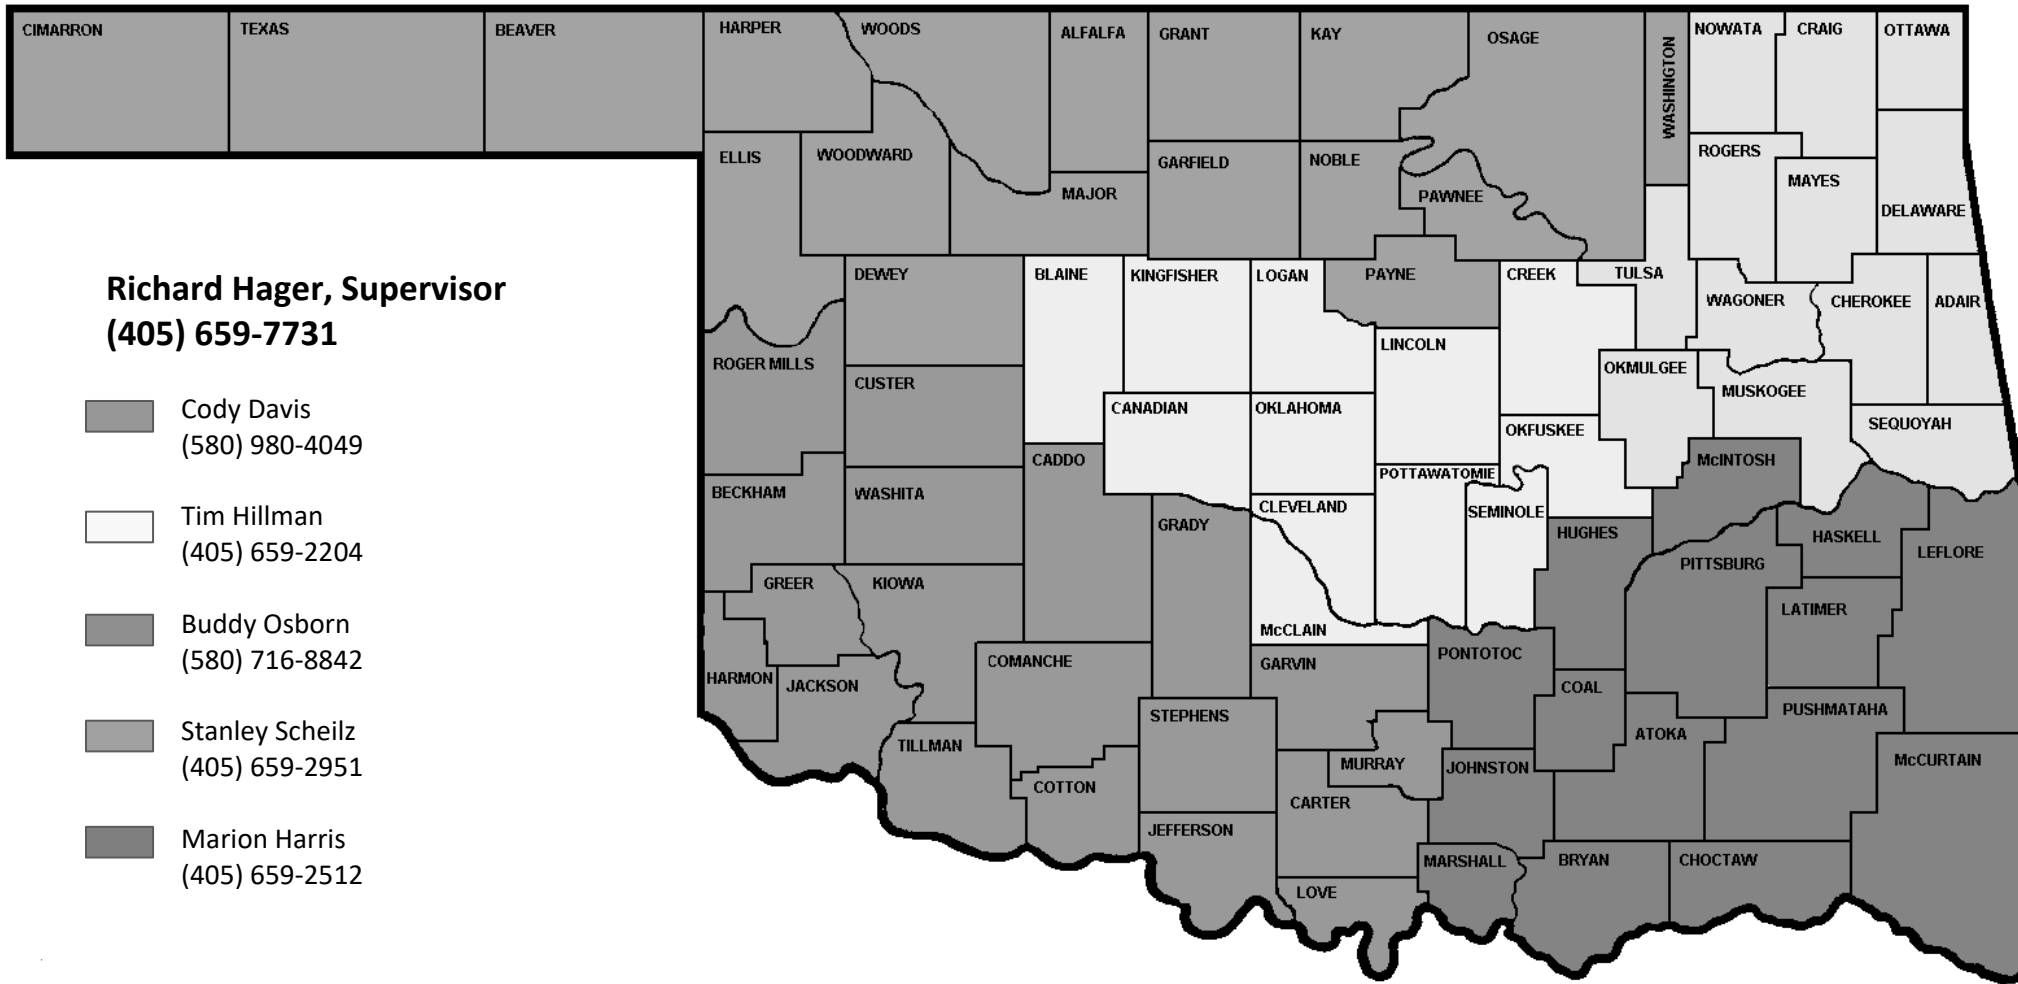 CIMARRON
TEXAS
BEAVER
HARPER
WOODS
ALFALFA
GRANT
KAY
OSAGE
WASHINGTON
NOWATA
CRAIG
OTTAWA
ELLIS
WOODWARD
MAJOR
GARFIELD
NOBLE
PAWNEE
ROGERS
MAYES
DELAWARE
Richard Hager, Supervisor
(405) 659-7731
DEWEY
BLAINE
KINGFISHER
LOGAN
PAYNE
CREEK
TULSA
WAGONER
CHEROKEE
ADAIR
ROGER MILLS
CUSTER
LINCOLN
OKMULGEE
MUSKOGEE
CANADIAN
OKLAHOMA
OKFUSKEE
SEQUOYAH
Cody Davis
(580) 980-4049
BECKHAM
WASHITA
CADDO
POTTAWATOMIE
McINTOSH
Tim Hillman
(405) 659-2204
GRADY
CLEVELAND
SEMINOLE
HUGHES
PITTSBURG
HASKELL
LEFLORE
GREER
KIOWA
LATIMER
Buddy Osborn
(580) 716-8842
McCLAIN
HARMON
JACKSON
COMANCHE
GARVIN
PONTOTOC
COAL
PUSHMATAHA
Stanley Scheilz
(405) 659-2951
TILLMAN
STEPHENS
ATOKA
COTTON
MURRAY
JOHNSTON
McCURTAIN
CARTER
Marion Harris
(405) 659-2512
JEFFERSON
MARSHALL
BRYAN
CHOCTAW
LOVE